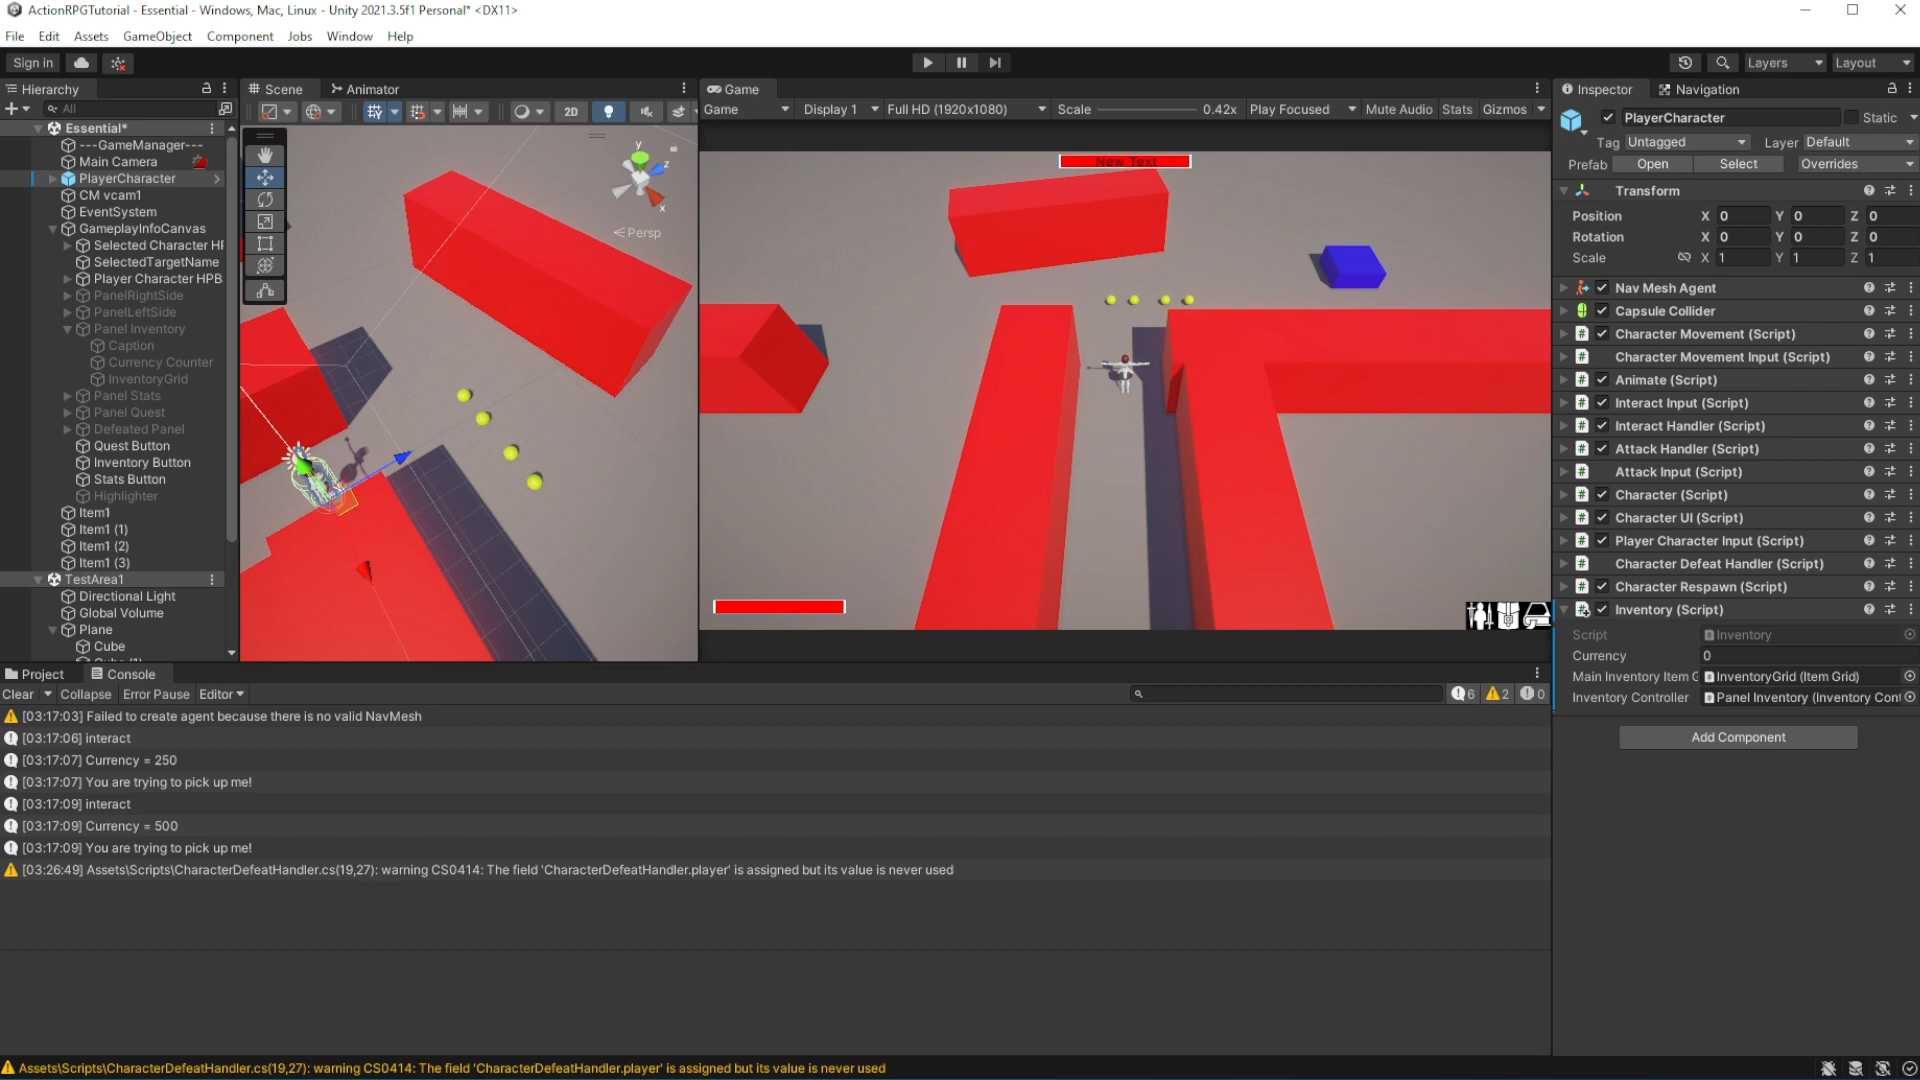 ActionRPGTutorial - Essential - Windows, Mac, Linux - Unity 2021.3.5f1 Personal* <DX11>
File Edit Assets GameObject Component Jobs Window Help
Sign in Layers Layout
Hierarchy Scene Animator Game Inspector Navigation
All 2D Game Display 1 Full HD (1920x1080) Scale 0.42x Play Focused Mute Audio Stats Gizmos
Essential*
---GameManager---
Main Camera
PlayerCharacter
CM vcam1
EventSystem
GameplayInfoCanvas
Selected Character HF
SelectedTargetName
Player Character HPB
PanelRightSide
PanelLeftSide
Panel Inventory
Caption
Currency Counter
InventoryGrid
Panel Stats
Panel Quest
Defeated Panel
Quest Button
Inventory Button
Stats Button
Highlighter
Item1
Item1 (1)
Item1 (2)
Item1 (3)
TestArea1
Directional Light
Global Volume
Plane
Cube
y
z
x
Persp
New Text
PlayerCharacter Static
Tag Untagged Layer Default
Prefab Open Select Overrides
Transform
Position X 0 Y 0 Z 0
Rotation X 0 Y 0 Z 0
Scale X 1 Y 1 Z 1
Nav Mesh Agent
Capsule Collider
# Character Movement (Script)
# Character Movement Input (Script)
# Animate (Script)
# Interact Input (Script)
# Interact Handler (Script)
# Attack Handler (Script)
# Attack Input (Script)
# Character (Script)
# Character UI (Script)
# Player Character Input (Script)
# Character Defeat Handler (Script)
# Character Respawn (Script)
# Inventory (Script)
Script Inventory
Currency 0
Main Inventory Item G InventoryGrid (Item Grid)
Inventory Controller Panel Inventory (Inventory Cont
Add Component
Project Console
Clear Collapse Error Pause Editor 6 2 0
[03:17:03] Failed to create agent because there is no valid NavMesh
[03:17:06] interact
[03:17:07] Currency = 250
[03:17:07] You are trying to pick up me!
[03:17:09] interact
[03:17:09] Currency = 500
[03:17:09] You are trying to pick up me!
[03:26:49] Assets\Scripts\CharacterDefeatHandler.cs(19,27): warning CS0414: The field 'CharacterDefeatHandler.player' is assigned but its value is never used
Assets\Scripts\CharacterDefeatHandler.cs(19,27): warning CS0414: The field 'CharacterDefeatHandler.player' is assigned but its value is never used